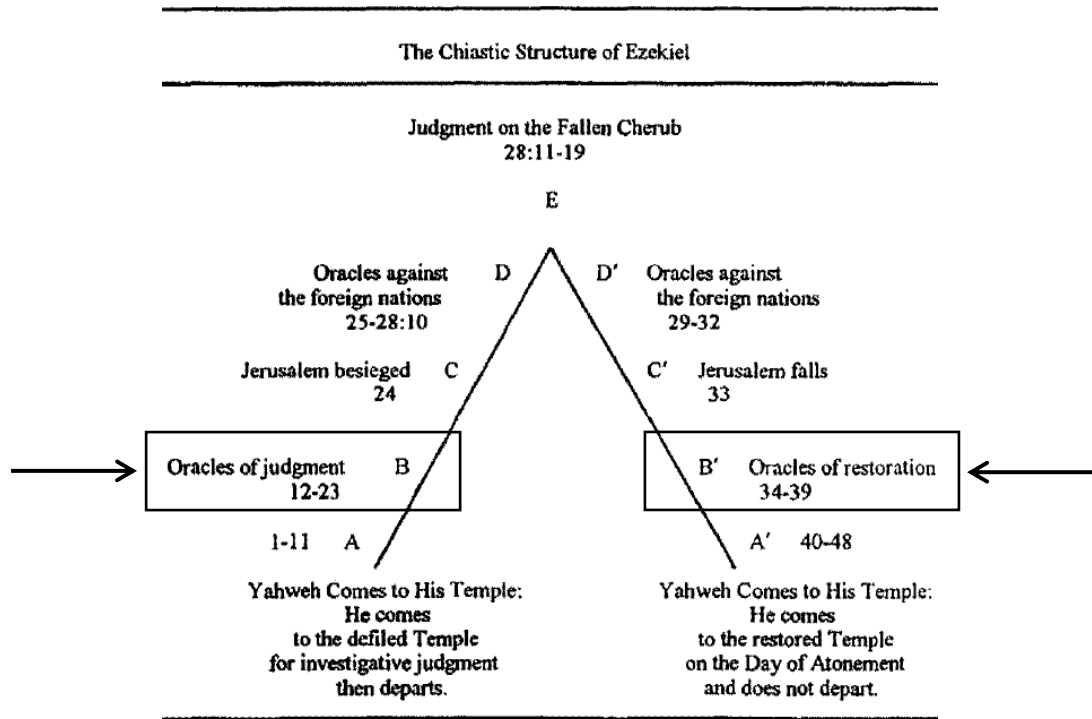 The Chiastic Structure of Ezekiel
Judgment on the Fallen Cherub
28:11-19
E
Oracles against D D′ Oracles against
the foreign nations the foreign nations
25-28:10 29-32
Jerusalem besieged C C′ Jerusalem falls
24 33
Oracles of judgment B B′ Oracles of restoration
12-23 34-39
1-11 A A′ 40-48
Yahweh Comes to His Temple: Yahweh Comes to His Temple:
He comes He comes
to the defiled Temple to the restored Temple
for investigative judgment on the Day of Atonement
then departs. and does not depart.